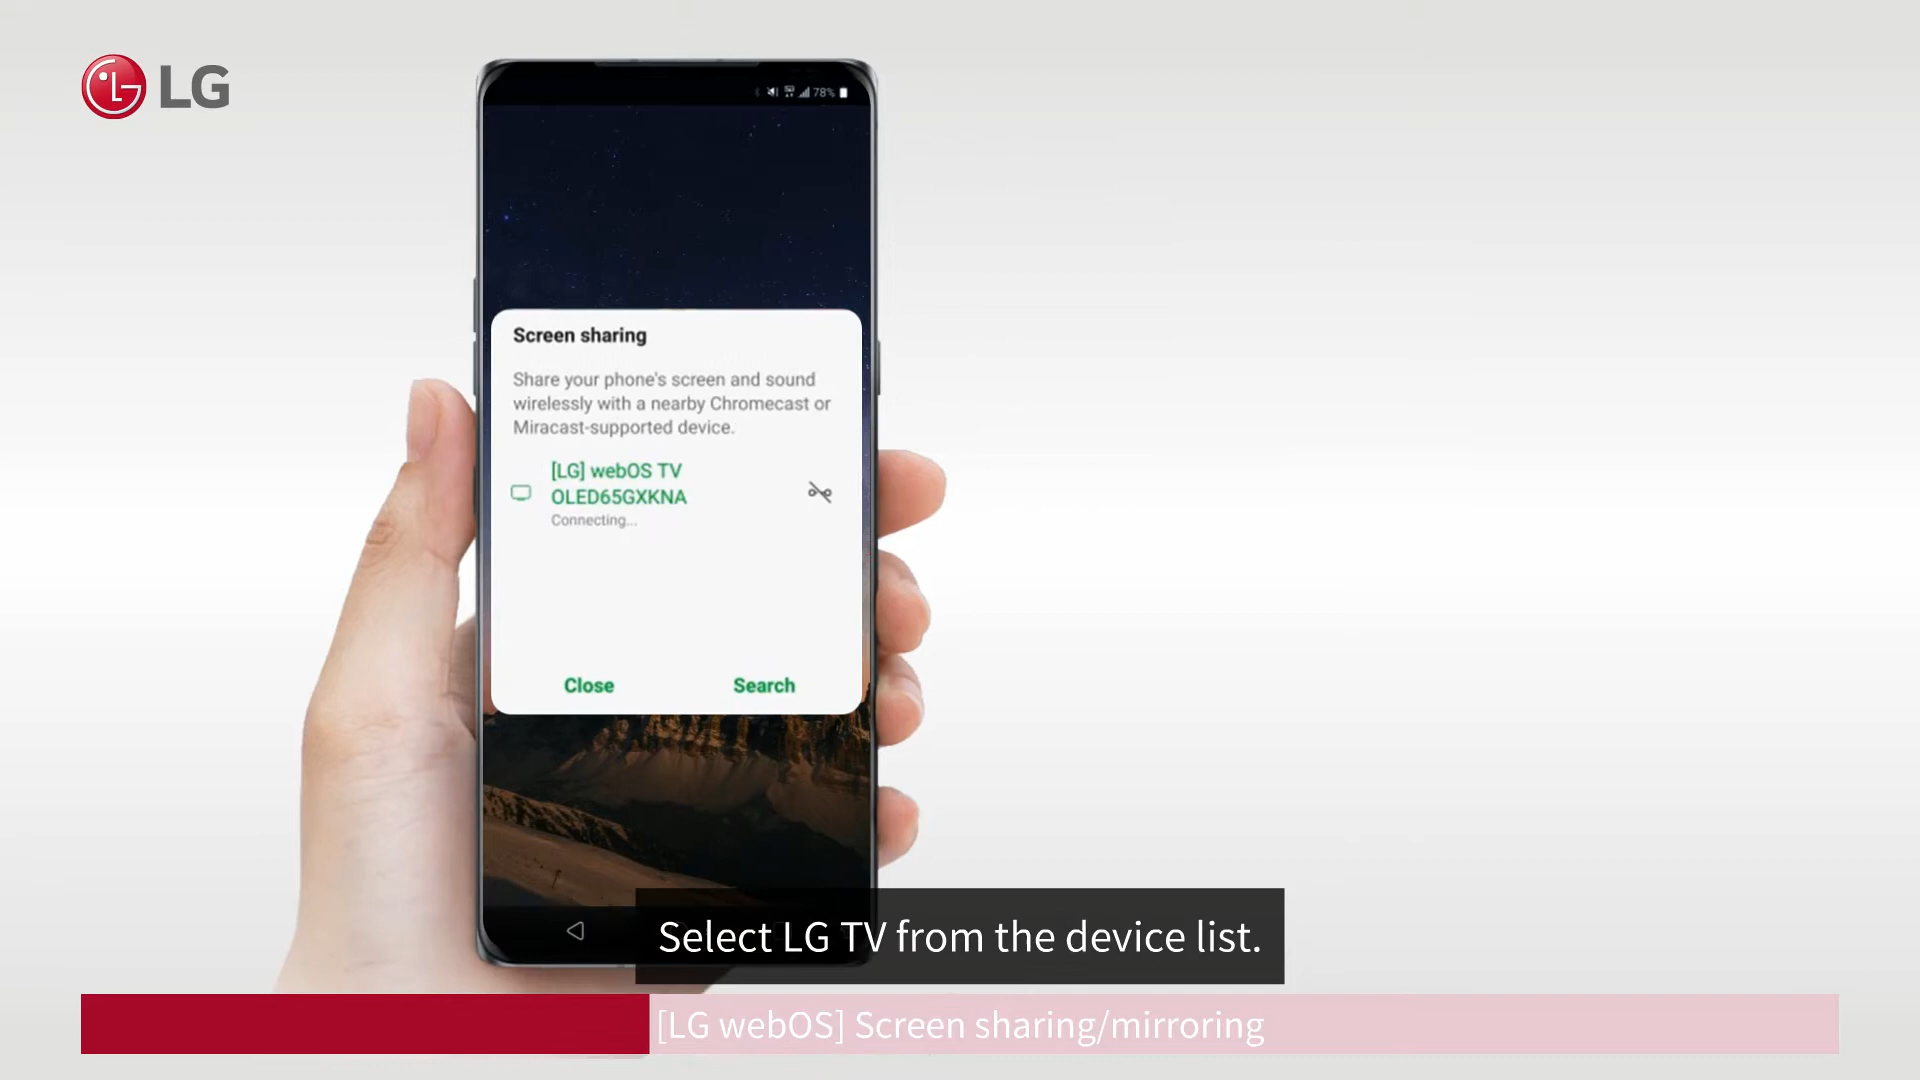 LG
78%
Screen sharing
Share your phone's screen and sound
wirelessly with a nearby Chromecast or
Miracast-supported device.
[LG] webOS TV
OLED65GXKNA
Connecting...
Close
Search
Select LG TV from the device list.
[LG webOS] Screen sharing/mirroring